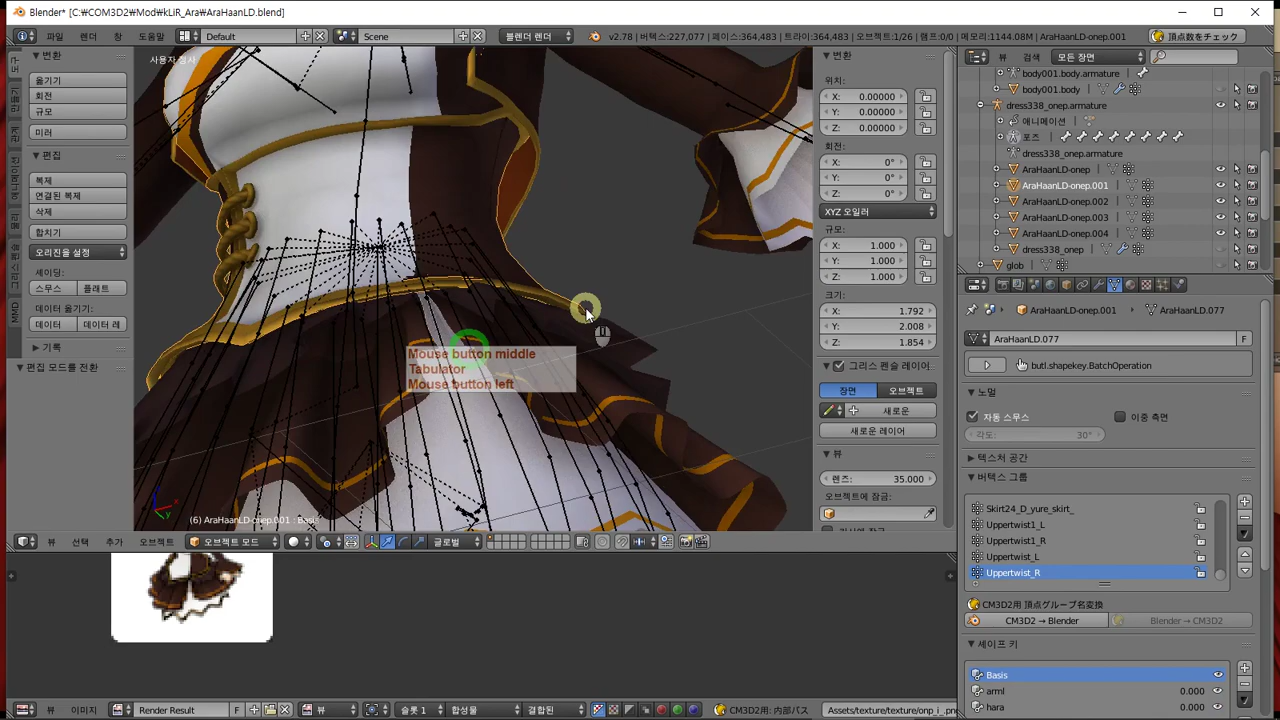 Blender* [C:₩COM3D2₩Mod₩kLiR_Ara₩AraHaanLD.blend]
파일 렌더 창 도움말 Default Scene 블렌더 렌더 v2.78 | 버텍스:227,077 | 페이스:364,483 | 트라이:364,483 | 오브젝트:1/26 | 램프:0/0 | 메모리:1144.08M | AraHaanLD-onep.001 頂点数をチェック
변환
옮기기
회전
규모
미러
편집
복제
연결된 복제
삭제
합치기
오리진을 설정
셰이딩:
스무스 플래트
데이터 옮기기:
데이터 데이터 레
기록
편집 모드를 전환
MMD
Mouse button middle
Tabulator
Mouse button left
(6) AraHaanLD-onep.001 : Basis
변환
위치:
X: 0.00000
Y: 0.00000
Z: 0.00000
회전:
X: 0°
Y: 0°
Z: 0°
XYZ 오일러
규모:
X: 1.000
Y: 1.000
Z: 1.000
크기:
X: 1.792
Y: 2.008
Z: 1.854
그리스 펜슬 레이어
장면 오브젝트
새로운
새로운 레이어
뷰
렌즈: 35.000
오브젝트에 잠금:
뷰 검색 모든 장면
body001.body.armature
body001.body
dress338_onep.armature
애니메이션
포즈
dress338_onep.armature
AraHaanLD-onep
AraHaanLD-onep.001
AraHaanLD-onep.002
AraHaanLD-onep.003
AraHaanLD-onep.004
dress338_onep
glob
AraHaanLD-onep.001 AraHaanLD.077
AraHaanLD.077 F
butl.shapekey.BatchOperation
노멀
자동 스무스 이중 측면
각도: 30°
텍스처 공간
버텍스 그룹
Skirt24_D_yure_skirt_
Uppertwist1_L
Uppertwist1_R
Uppertwist_L
Uppertwist_R
CM3D2用 頂点グループ名変換
CM3D2 → Blender Blender → CM3D2
셰이프 키
Basis
arml 0.000
hara 0.000
뷰 선택 추가 오브젝트 오브젝트 모드 글로벌
뷰 이미지 Render Result F 뷰 슬롯 1 합성물 결합된 CM3D2用: 内部パス Assets/texture/texture/onp_i_.png